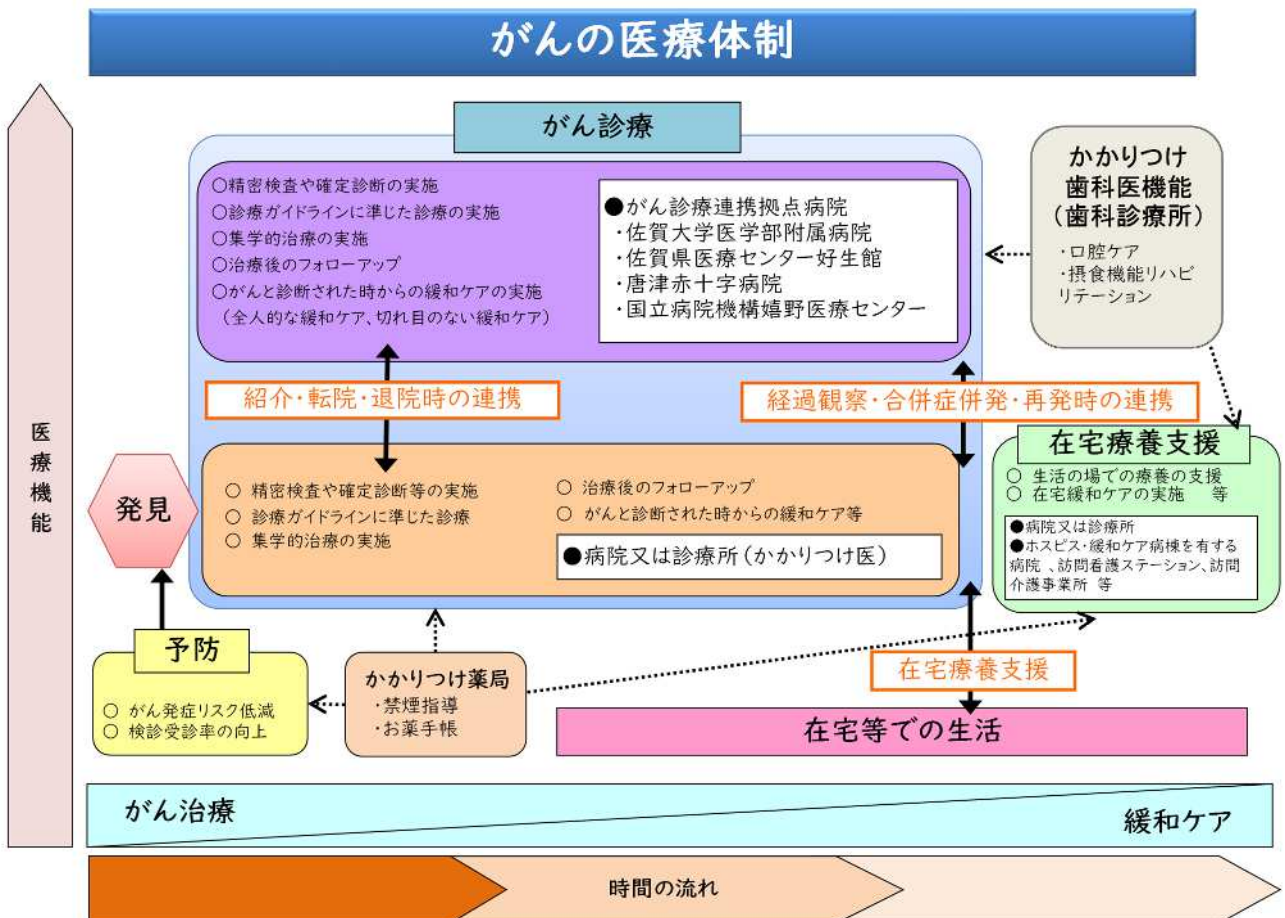 がんの医療体制
がん診療
○精密検査や確定診断の実施
○診療ガイドラインに準じた診療の実施
○集学的治療の実施
○治療後のフォローアップ
○がんと診断された時からの緩和ケアの実施
(全人的な緩和ケア、切れ目のない緩和ケア)
●がん診療連携拠点病院
・佐賀大学医学部附属病院
・佐賀県医療センター好生館
・唐津赤十字病院
・国立病院機構嬉野医療センター
かかりつけ
歯科医機能
(歯科診療所)
・口腔ケア
・摂食機能リハビ
リテーション
紹介・転院・退院時の連携
経過観察・合併症併発・再発時の連携
医療機能
発見
○ 精密検査や確定診断等の実施
○ 診療ガイドラインに準じた診療
○ 集学的治療の実施
○ 治療後のフォローアップ
○ がんと診断された時からの緩和ケア等
●病院又は診療所(かかりつけ医)
在宅療養支援
○ 生活の場での療養の支援
○ 在宅緩和ケアの実施 等
●病院又は診療所
●ホスピス・緩和ケア病棟を有する
病院 、訪問看護ステーション、訪問
介護事業所 等
予防
○ がん発症リスク低減
○ 検診受診率の向上
かかりつけ薬局
・禁煙指導
・お薬手帳
在宅療養支援
在宅等での生活
がん治療
緩和ケア
時間の流れ